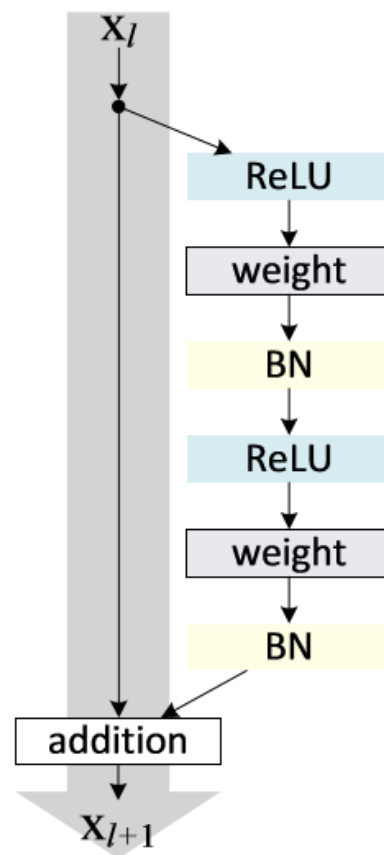 x_l
ReLU
weight
BN
ReLU
weight
BN
addition
x_{l+1}